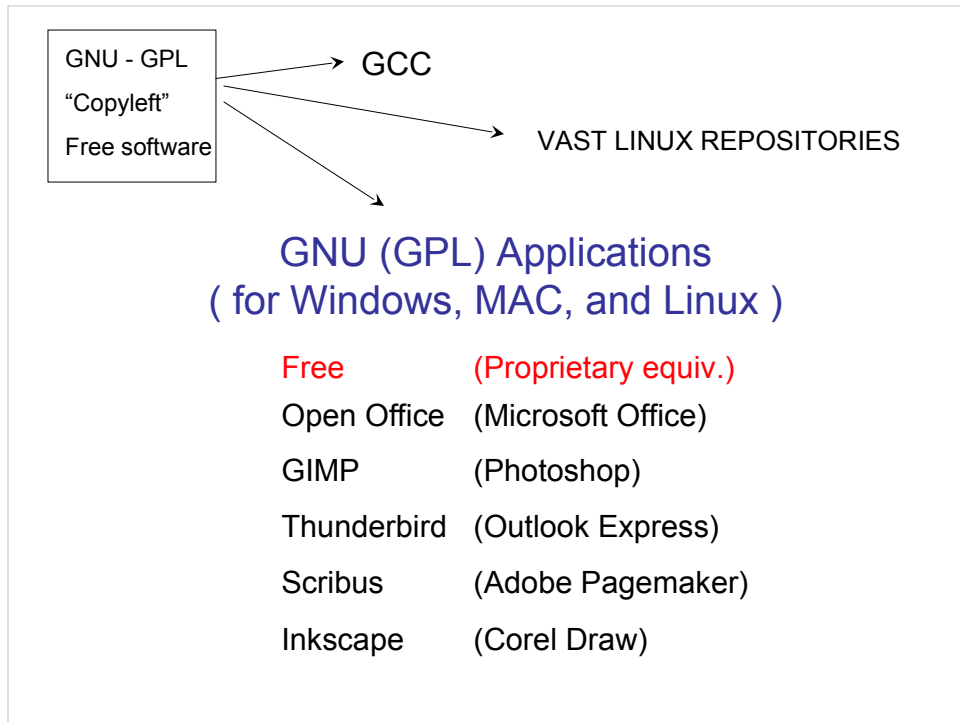 GNU - GPL
“Copyleft”
Free software
GCC
VAST LINUX REPOSITORIES
GNU (GPL) Applications
( for Windows, MAC, and Linux )
Free (Proprietary equiv.)
Open Office (Microsoft Office)
GIMP (Photoshop)
Thunderbird (Outlook Express)
Scribus (Adobe Pagemaker)
Inkscape (Corel Draw)